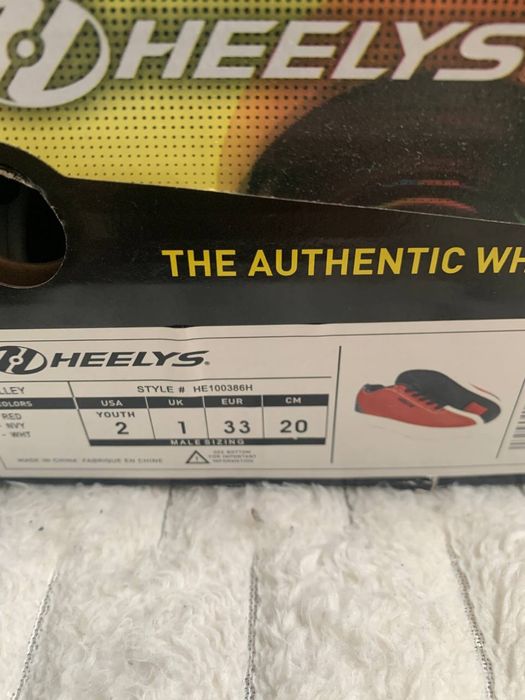 HEELYS
THE AUTHENTIC WH
HEELYS
LLEY
STYLE # HE100386H
COLORS
RED
- NVY
- WHT
USA UK EUR CM
YOUTH
2 1 33 20
MALE SIZING
MADE IN CHINA FABRIQUÉ EN CHINE
SEE BOTTOM
FOR IMPORTANT
INFORMATION